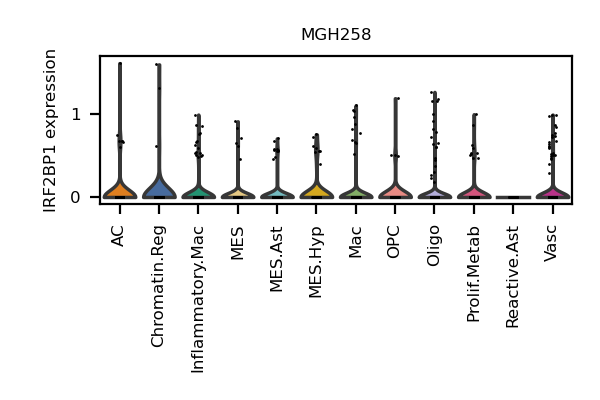 MGH258
IRF2BP1 expression
1
0
AC
Chromatin.Reg
Inflammatory.Mac
MES
MES.Ast
MES.Hyp
Mac
OPC
Oligo
Prolif.Metab
Reactive.Ast
Vasc